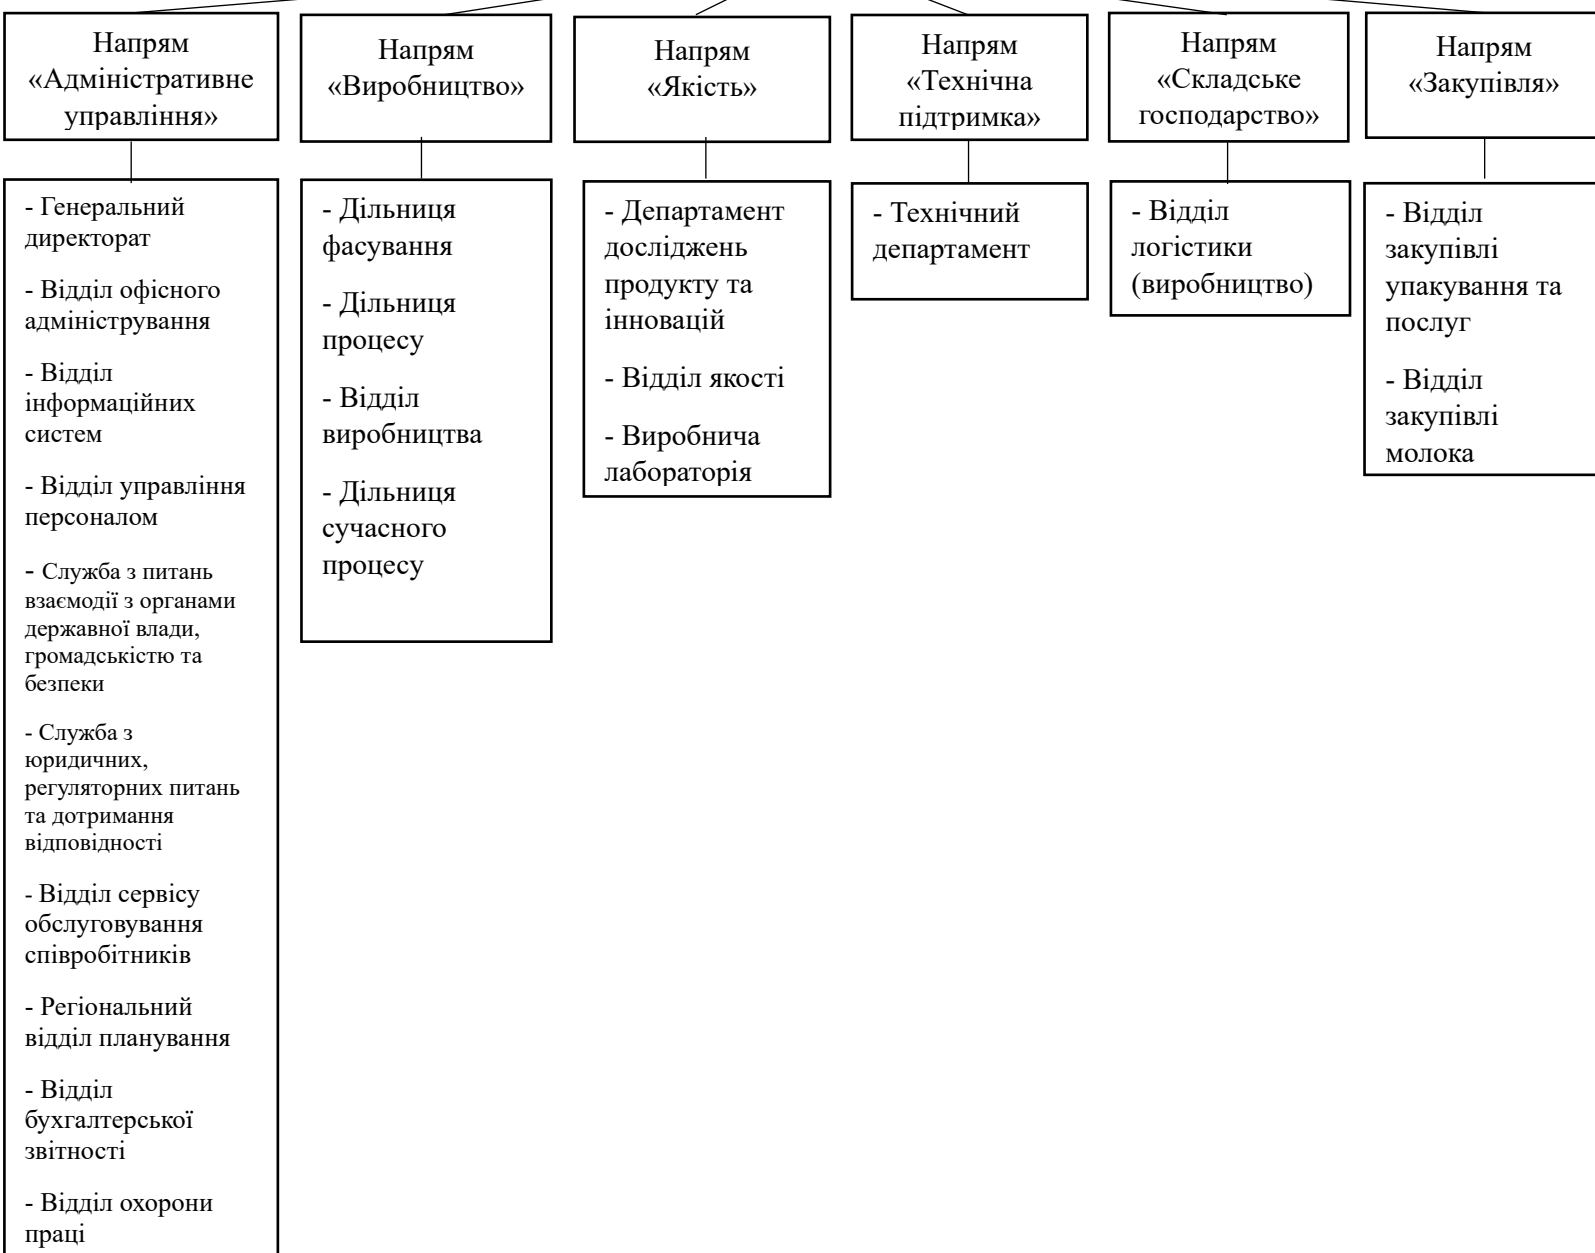 Напрям
«Адміністративне
управління»
Напрям
«Виробництво»
Напрям
«Якість»
Напрям
«Технічна
підтримка»
Напрям
«Складське
господарство»
Напрям
«Закупівля»
- Генеральний
директорат
- Відділ офісного
адміністрування
- Відділ
інформаційних
систем
- Відділ управління
персоналом
- Служба з питань
взаємодії з органами
державної влади,
громадськістю та
безпеки
- Служба з
юридичних,
регуляторних питань
та дотримання
відповідності
- Відділ сервісу
обслуговування
співробітників
- Регіональний
відділ планування
- Відділ
бухгалтерської
звітності
- Відділ охорони
праці
- Дільниця
фасування
- Дільниця
процесу
- Відділ
виробництва
- Дільниця
сучасного
процесу
- Департамент
досліджень
продукту та
інновацій
- Відділ якості
- Виробнича
лабораторія
- Технічний
департамент
- Відділ
логістики
(виробництво)
- Відділ
закупівлі
упакування та
послуг
- Відділ
закупівлі
молока